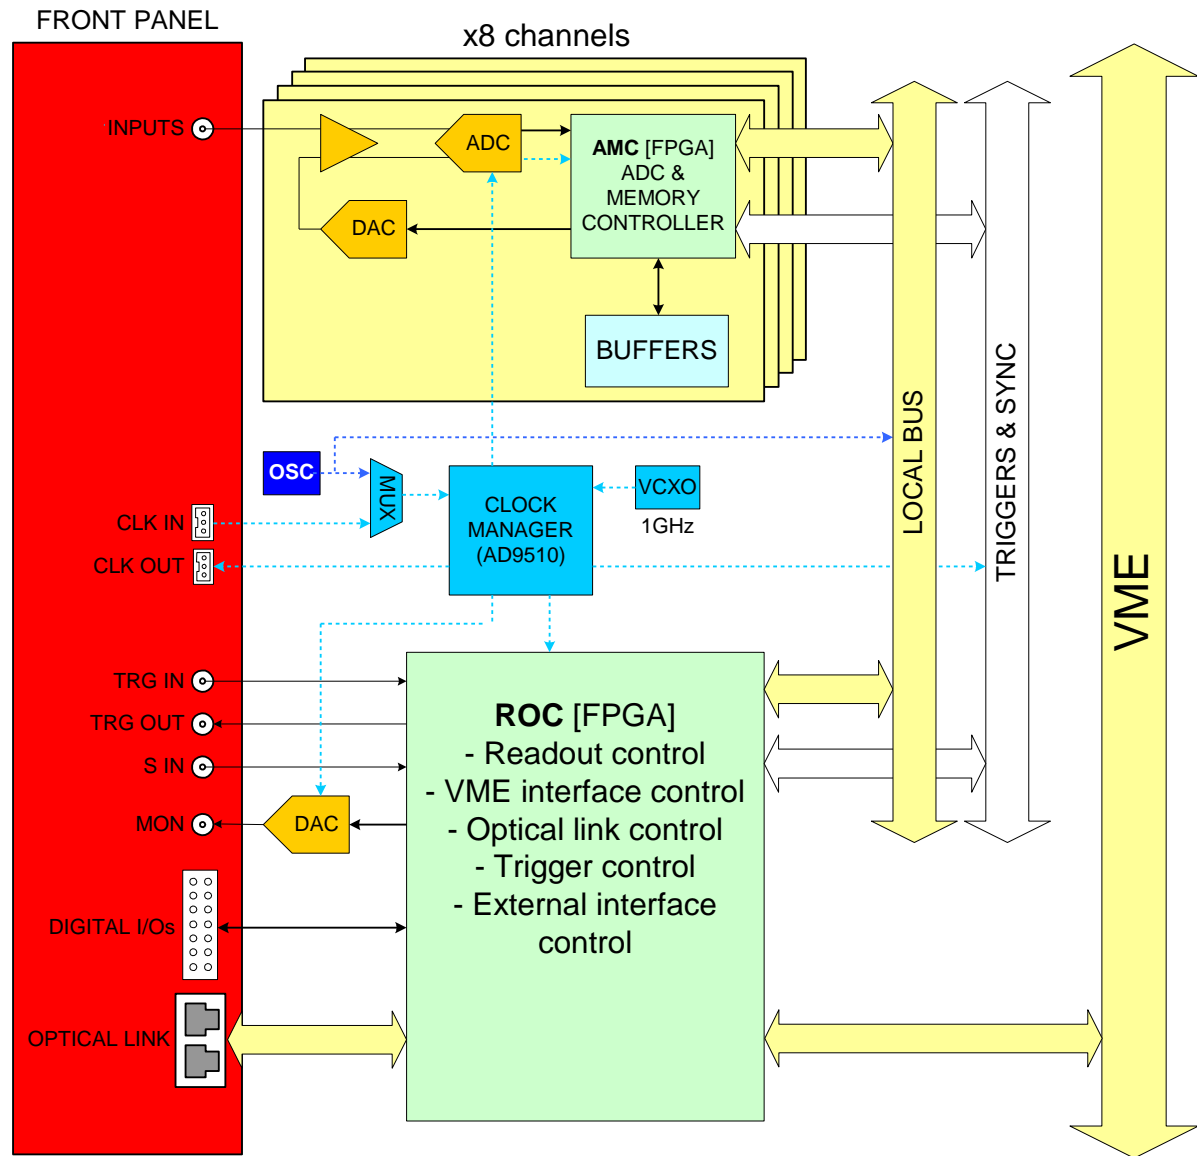 FRONT PANEL
x8 channels
INPUTS
ADC
AMC [FPGA]
ADC &
MEMORY
CONTROLLER
DAC
BUFFERS
LOCAL BUS
TRIGGERS & SYNC
VME
OSC
MUX
CLOCK
MANAGER
(AD9510)
VCXO
1GHz
CLK IN
CLK OUT
TRG IN
TRG OUT
S IN
MON
DAC
ROC [FPGA]
- Readout control
- VME interface control
- Optical link control
- Trigger control
- External interface
control
DIGITAL I/Os
OPTICAL LINK